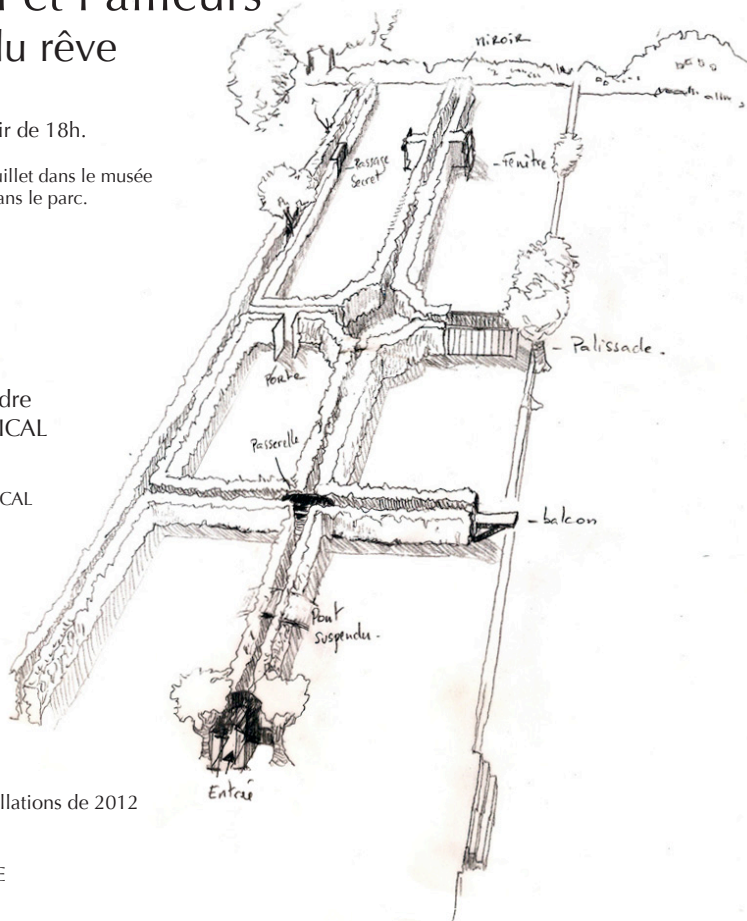 et l'ailleurs
du rêve
ir de 18h.
uillet dans le musée
ans le parc.
dre
ICAL
CAL
llations de 2012
E
MIROIR
Passage
Secret
- Fenêtre
- Palissade.
Porte
Passerelle
- balcon
Pont
suspendu.
Entrée